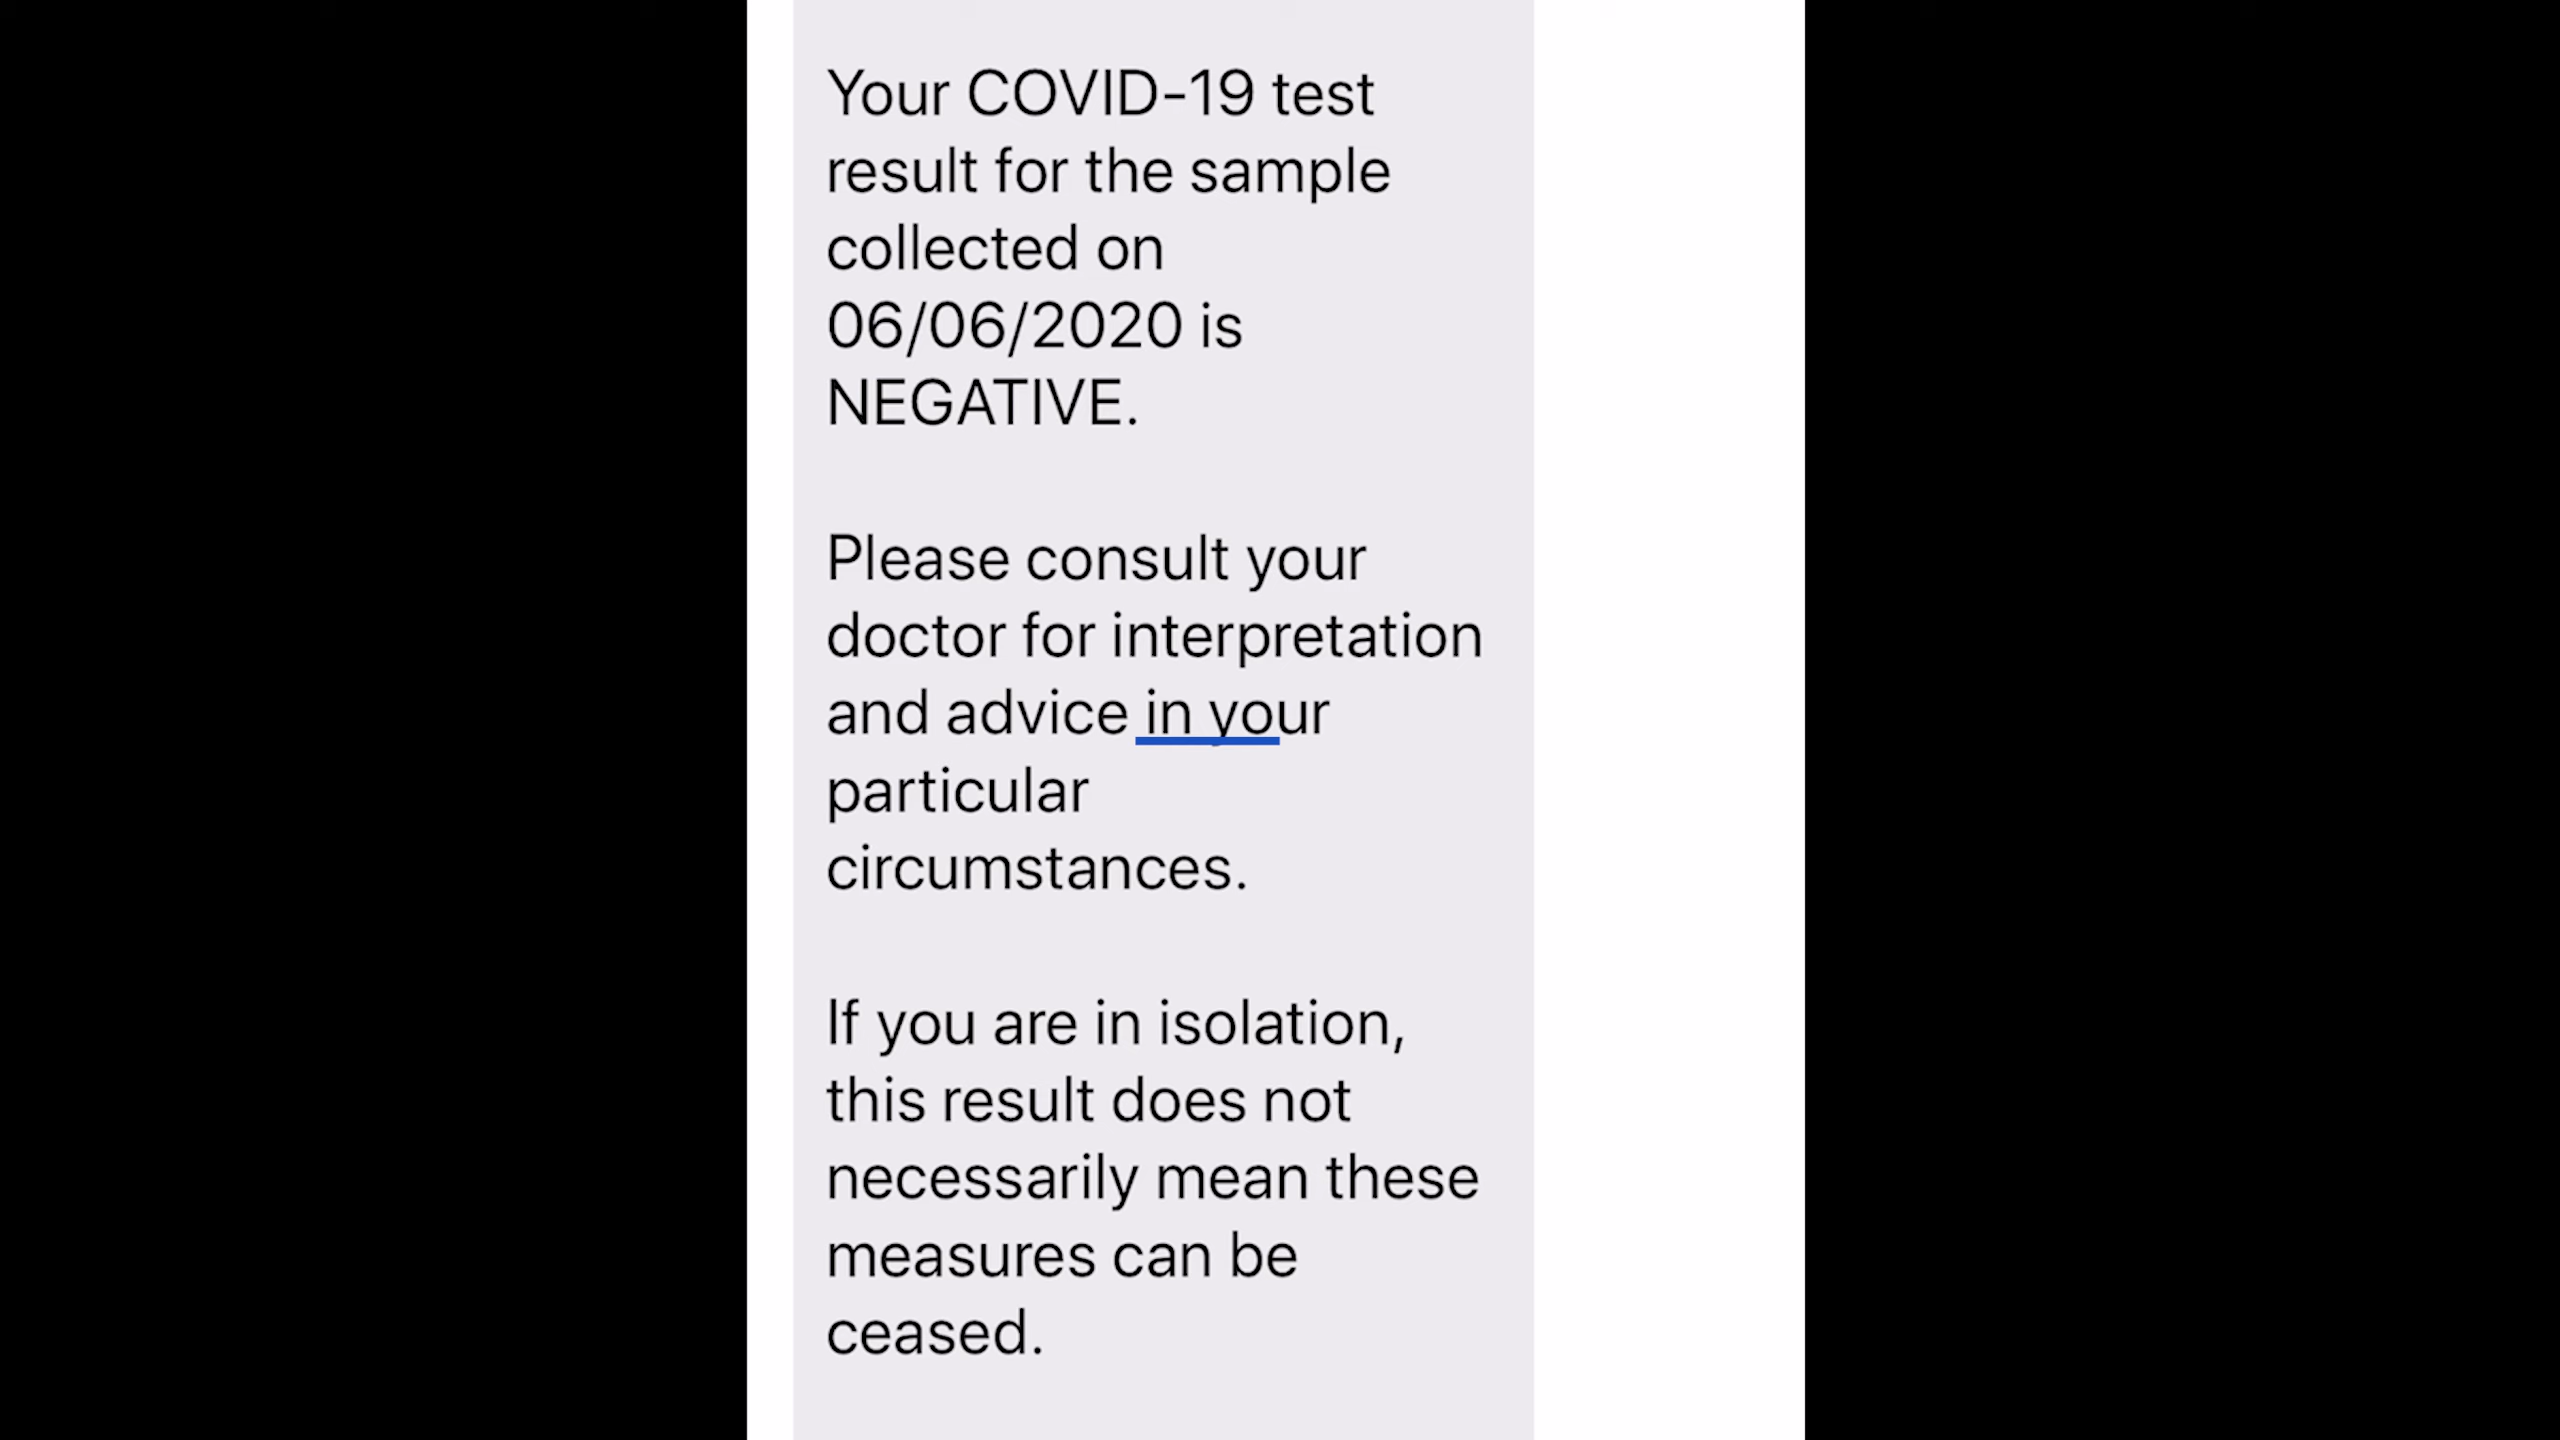 Your COVID-19 test
result for the sample
collected on
06/06/2020 is
NEGATIVE.
Please consult your
doctor for interpretation
and advice in your
particular
circumstances.
If you are in isolation,
this result does not
necessarily mean these
measures can be
ceased.